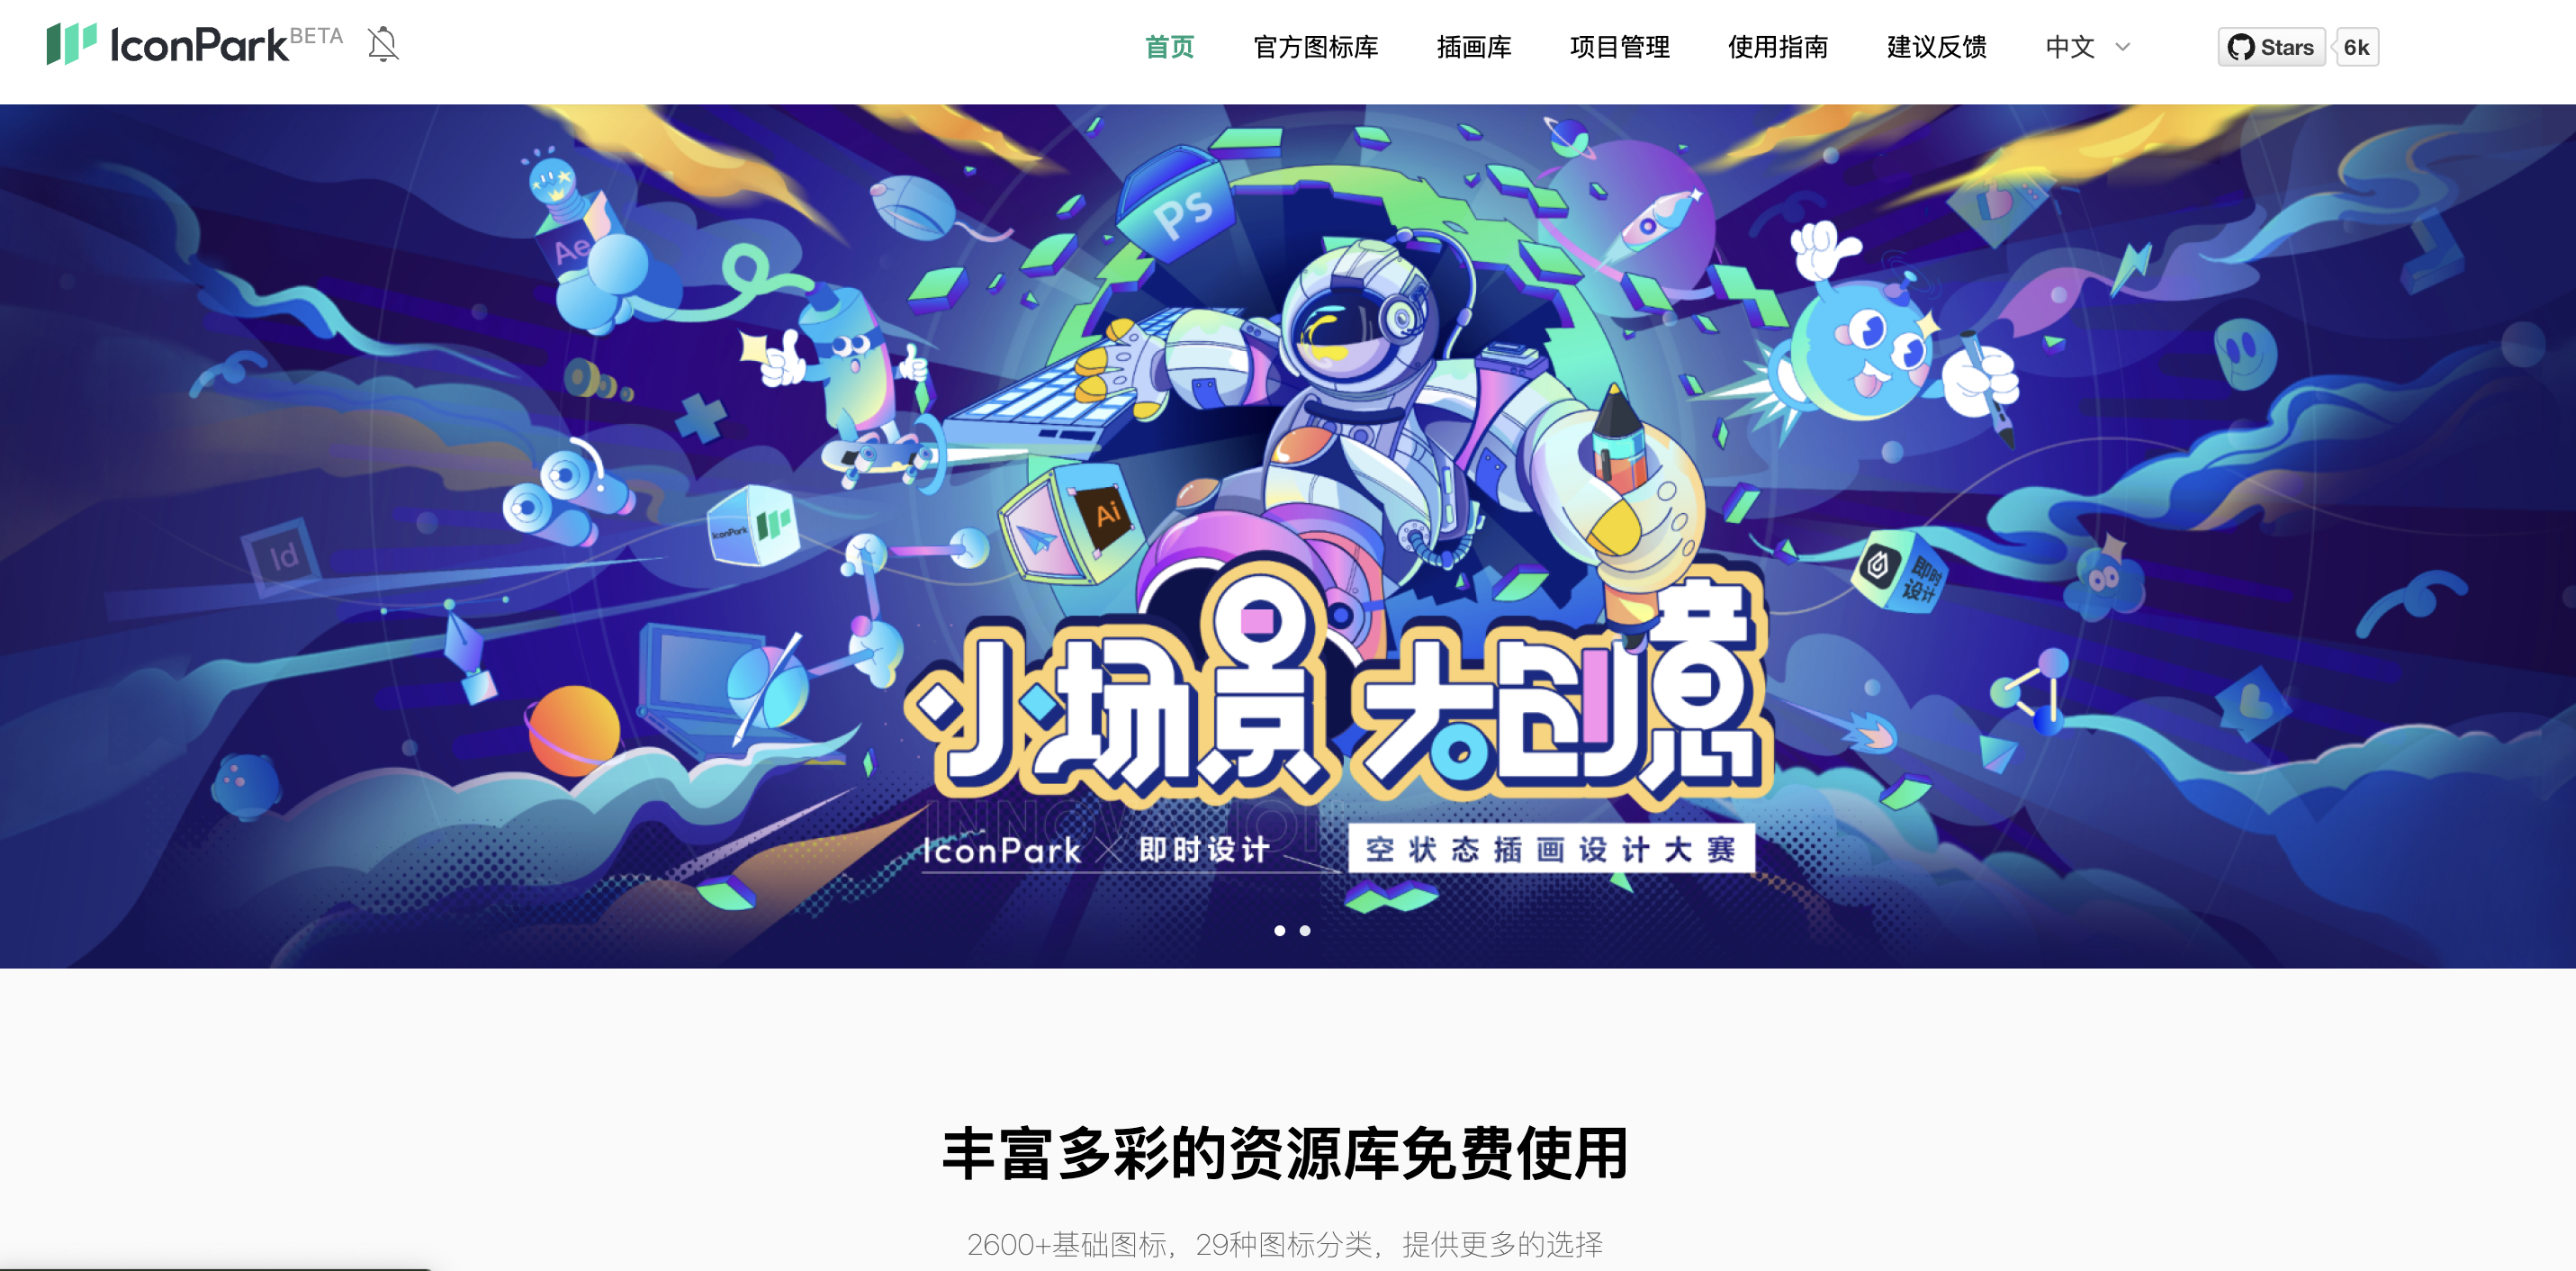 IconPark BETA
首页 官方图标库 插画库 项目管理 使用指南 建议反馈 中文 Stars 6k
Ps
Ae
Ai
IconPark
Id
即时
设计
小场景 大创意
IconPark × 即时设计 空状态插画设计大赛
丰富多彩的资源库免费使用
2600+基础图标，29种图标分类，提供更多的选择